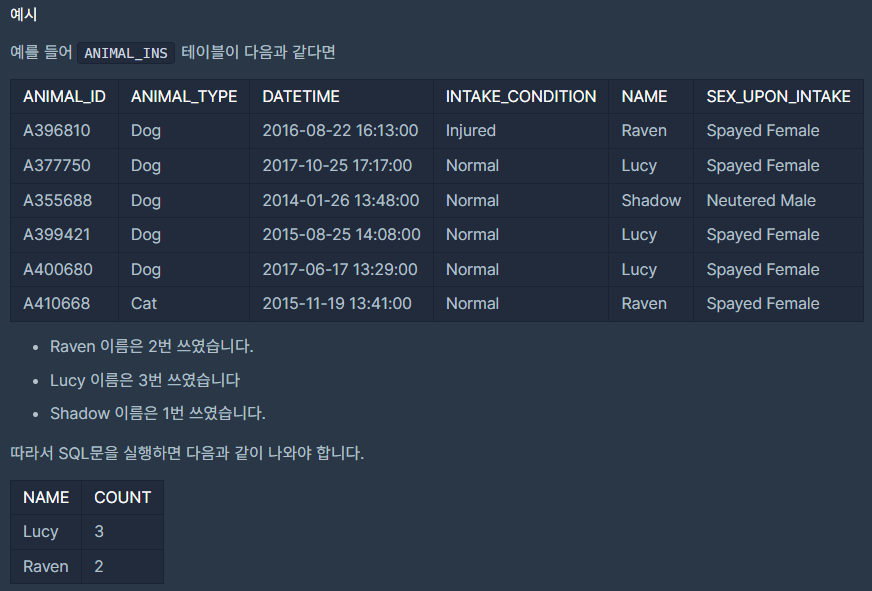 예시
예를 들어 ANIMAL_INS 테이블이 다음과 같다면
ANIMAL_ID ANIMAL_TYPE DATETIME INTAKE_CONDITION NAME SEX_UPON_INTAKE
A396810 Dog 2016-08-22 16:13:00 Injured Raven Spayed Female
A377750 Dog 2017-10-25 17:17:00 Normal Lucy Spayed Female
A355688 Dog 2014-01-26 13:48:00 Normal Shadow Neutered Male
A399421 Dog 2015-08-25 14:08:00 Normal Lucy Spayed Female
A400680 Dog 2017-06-17 13:29:00 Normal Lucy Spayed Female
A410668 Cat 2015-11-19 13:41:00 Normal Raven Spayed Female
• Raven 이름은 2번 쓰였습니다.
• Lucy 이름은 3번 쓰였습니다
• Shadow 이름은 1번 쓰였습니다.
따라서 SQL문을 실행하면 다음과 같이 나와야 합니다.
NAME COUNT
Lucy 3
Raven 2